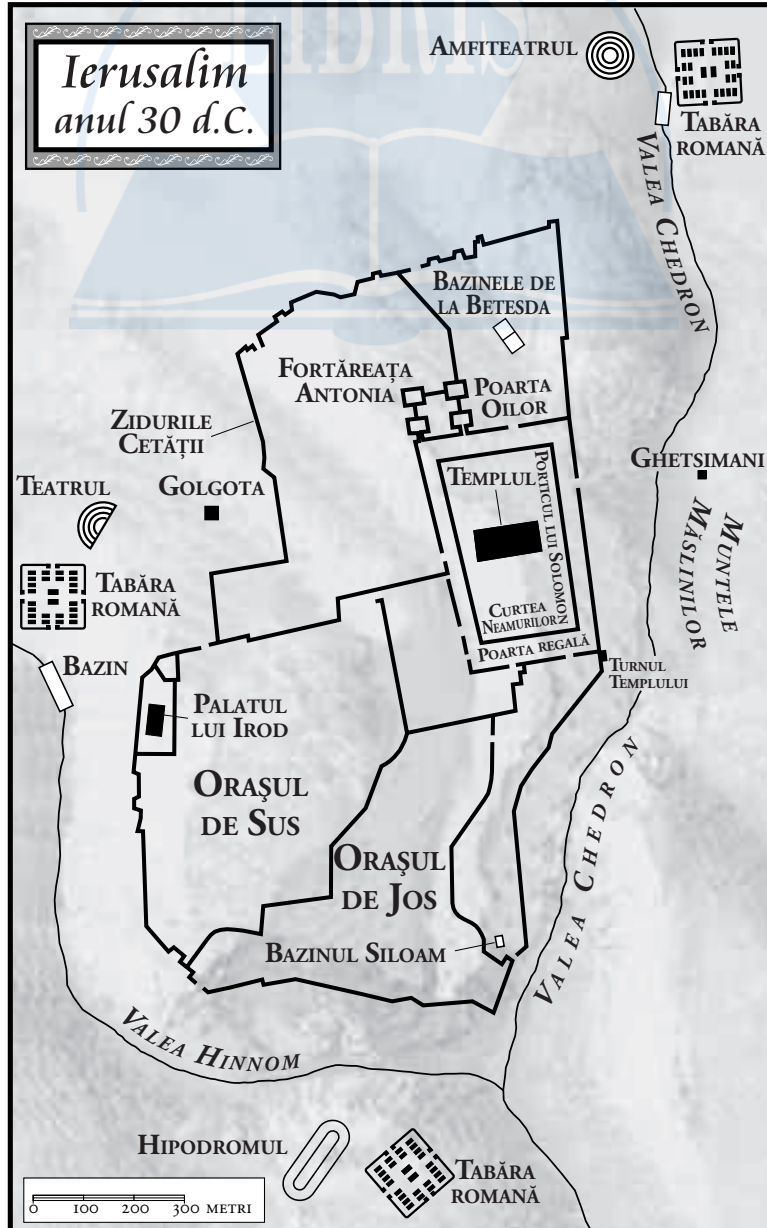 LIBRIS
Ierusalim
anul 30 d.C.
AMFITEATRUL
TABĂRA
ROMANĂ
VALEA CHEDRON
BAZINELE DE
LA BETESDA
FORTĂREAȚA
ANTONIA
POARTA
OILOR
ZIDURILE
CETĂȚII
TEATRUL
GOLGOTA
TEMPLUL
PORTICUL LUI SOLOMON
GHETSIMANI
MUNTELE
MĂSLINILOR
TABĂRA
ROMANĂ
CURTEA
NEAMURILOR
POARTA REGALĂ
TURNUL
TEMPLULUI
BAZIN
PALATUL
LUI IROD
ORAŞUL
DE SUS
ORAŞUL
DE JOS
VALEA CHEDRON
BAZINUL SILOAM
VALEA HINNOM
HIPODROMUL
TABĂRA
ROMANĂ
0 100 200 300 METRI